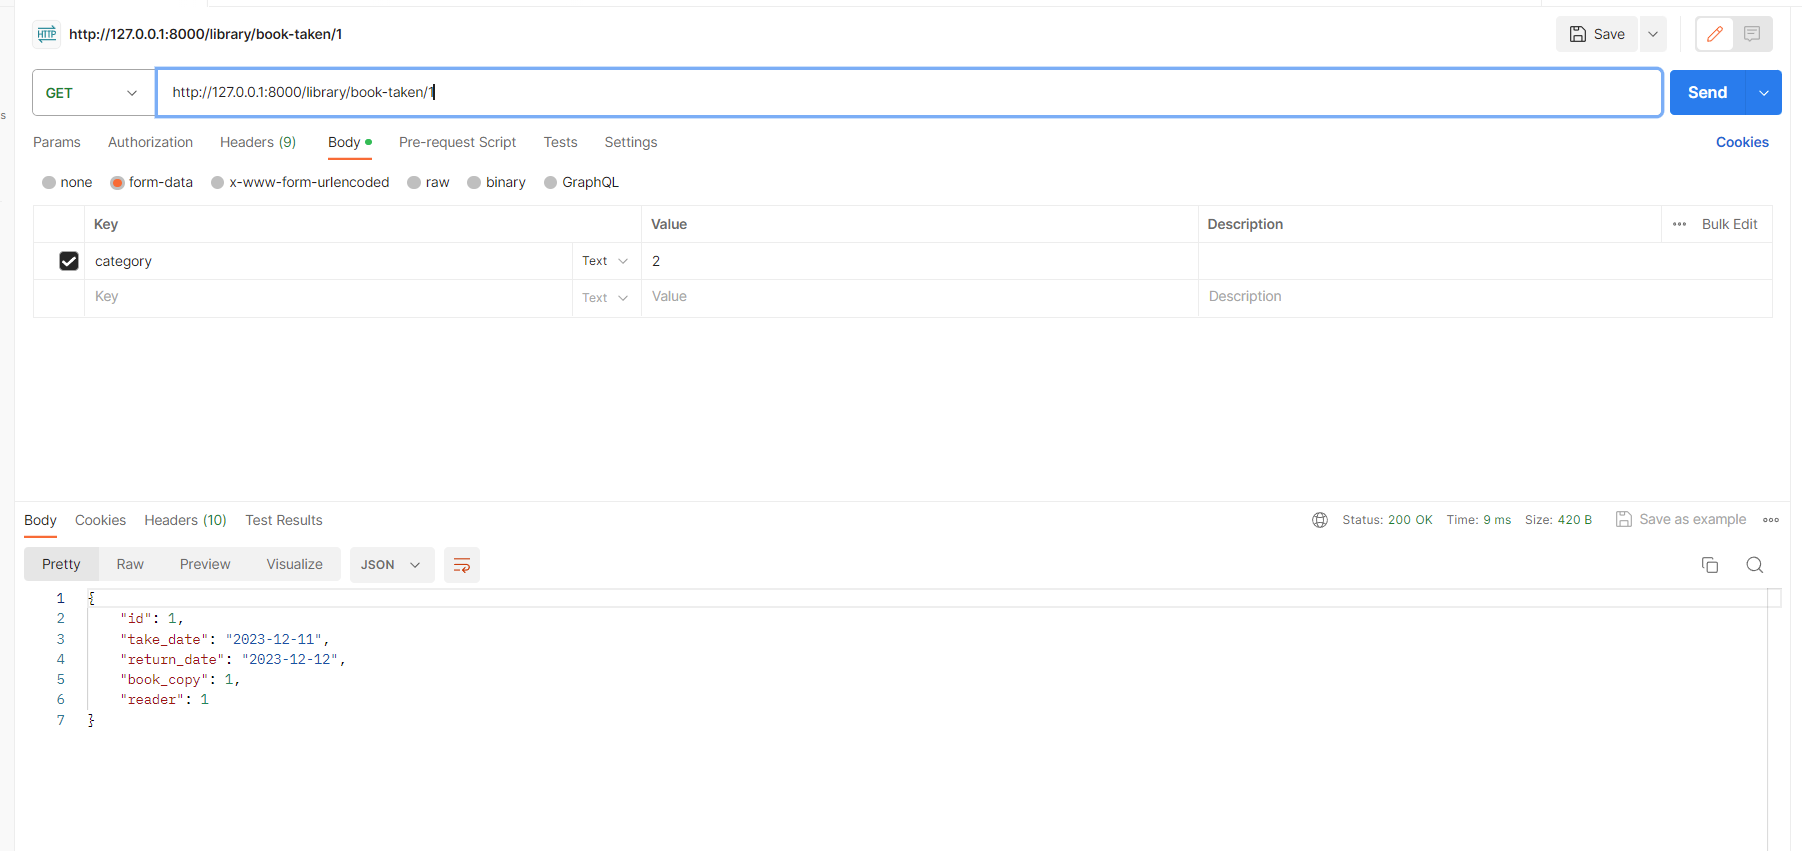 HTTP http://127.0.0.1:8000/library/book-taken/1 Save
GET http://127.0.0.1:8000/library/book-taken/1 Send
s
Params Authorization Headers (9) Body Pre-request Script Tests Settings Cookies
none form-data x-www-form-urlencoded raw binary GraphQL
Key Value Description Bulk Edit
category Text 2
Key Text Value Description
Body Cookies Headers (10) Test Results Status: 200 OK Time: 9 ms Size: 420 B Save as example
Pretty Raw Preview Visualize JSON
1 {
2 "id": 1,
3 "take_date": "2023-12-11",
4 "return_date": "2023-12-12",
5 "book_copy": 1,
6 "reader": 1
7 }